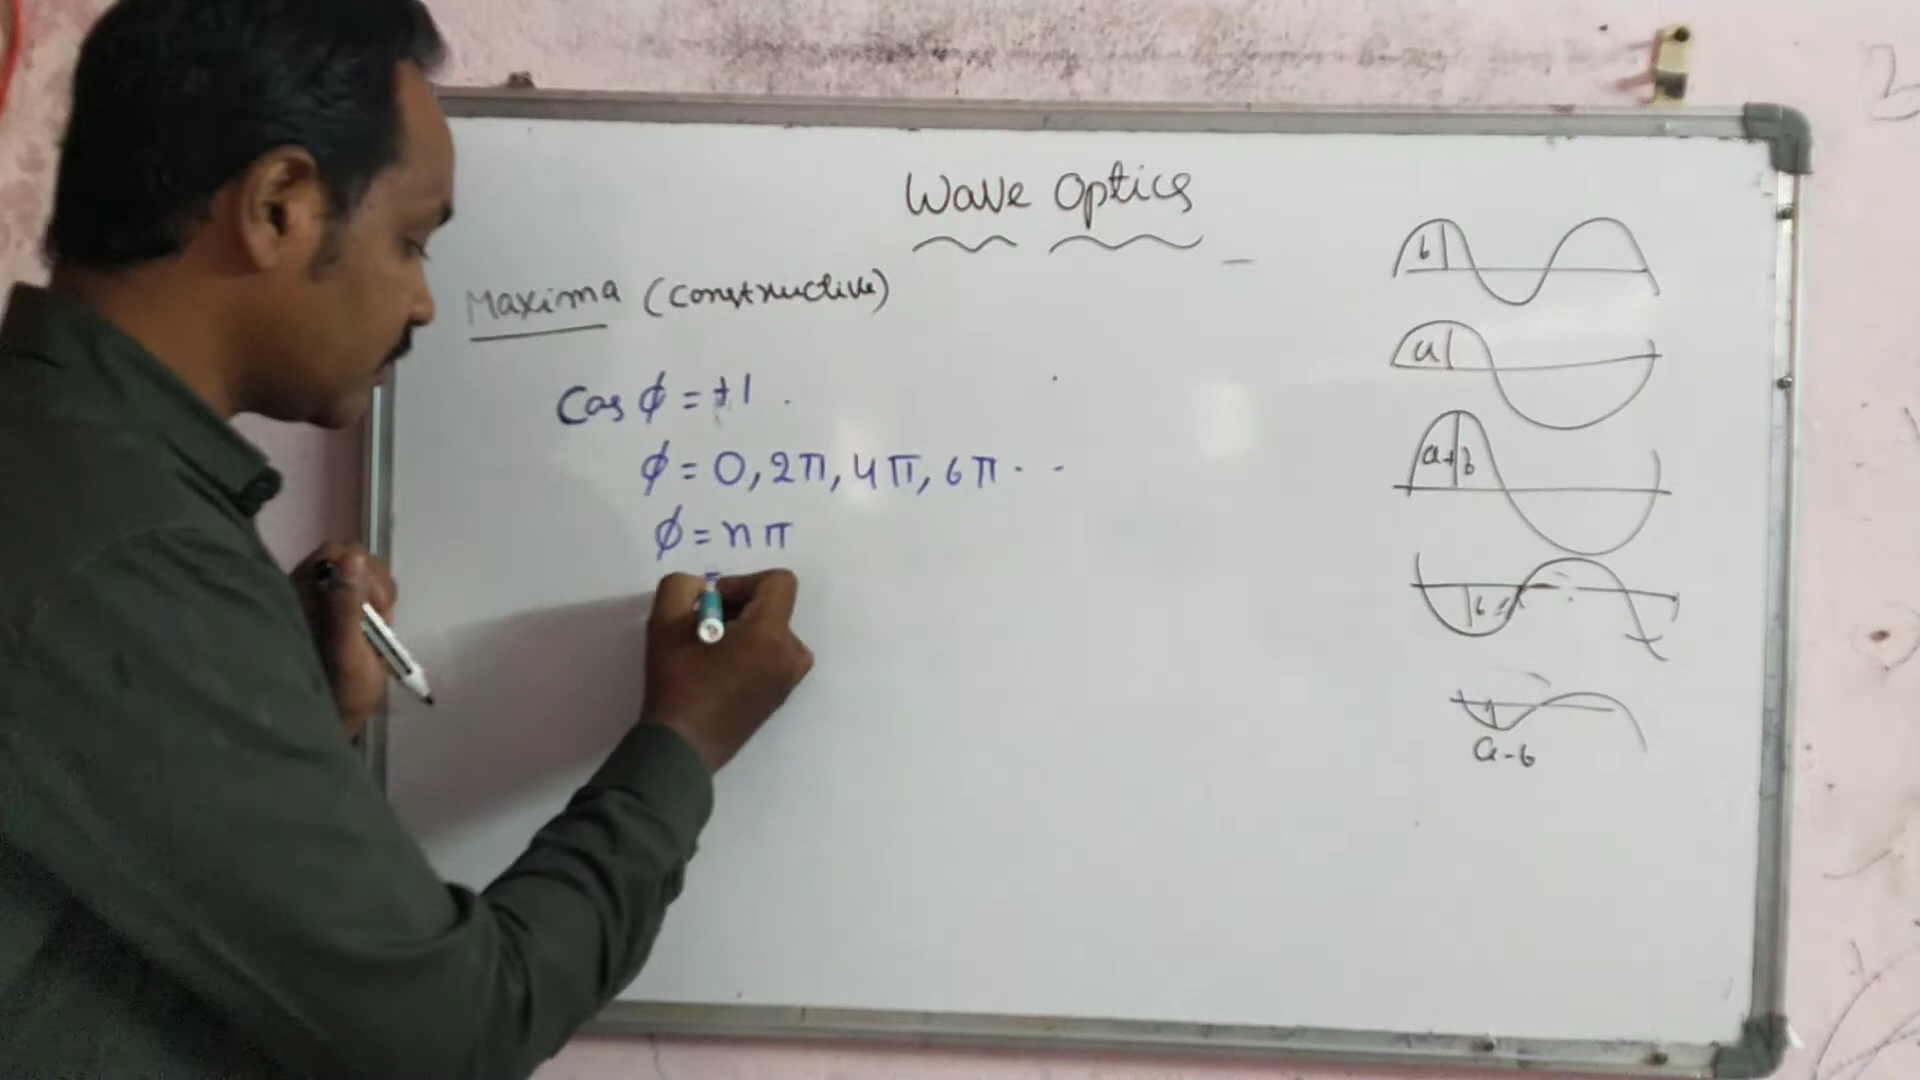 Wave Optics
Maxima (Constructive)
Cos ϕ = +1 .
ϕ = 0, 2π, 4π, 6π . . -
ϕ = nπ
b
a
a+b
b
a-b